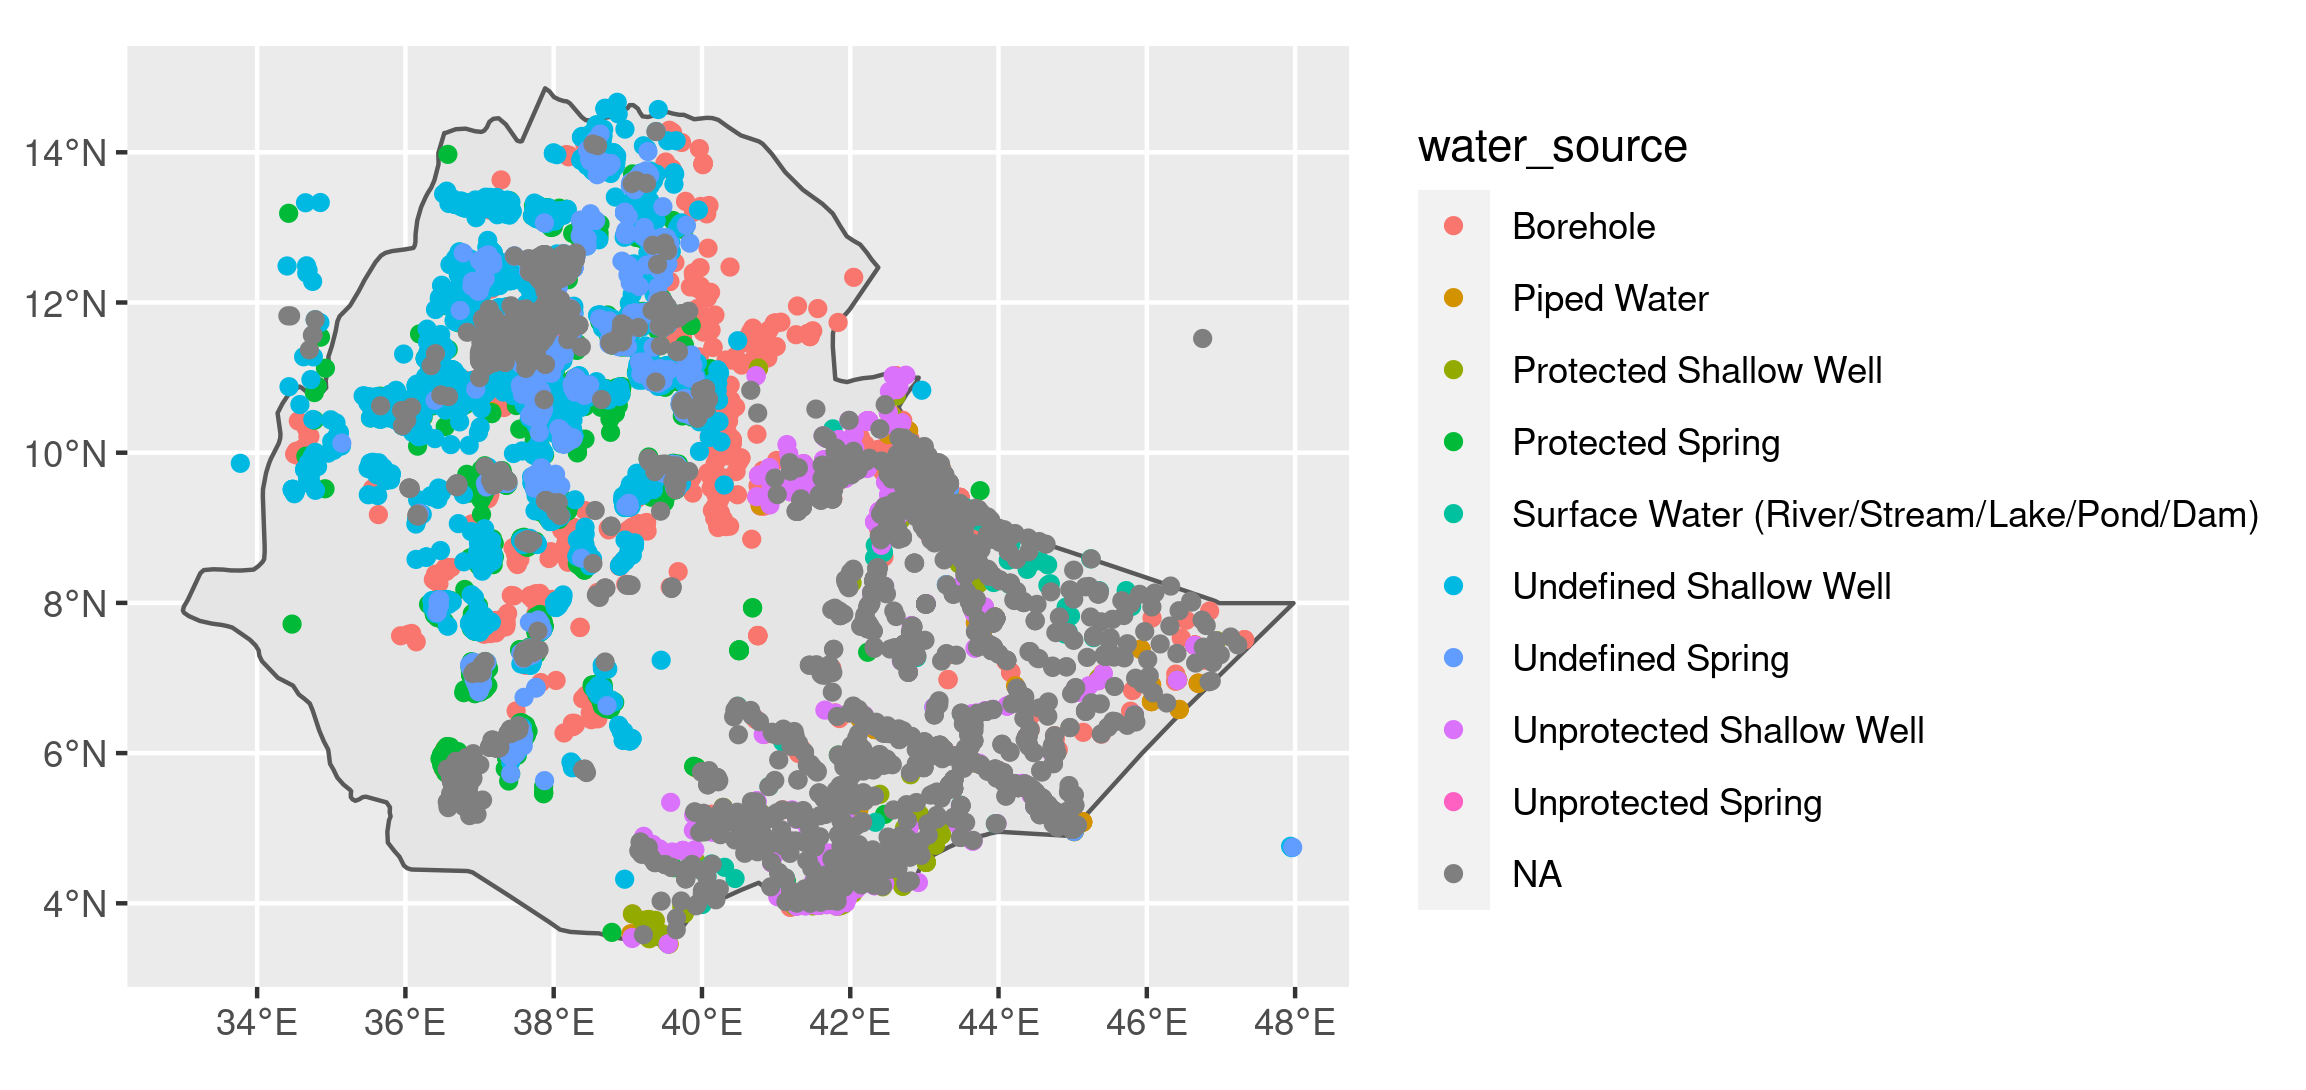 water_source
Borehole
Piped Water
Protected Shallow Well
Protected Spring
Surface Water (River/Stream/Lake/Pond/Dam)
Undefined Shallow Well
Undefined Spring
Unprotected Shallow Well
Unprotected Spring
NA
14°N
12°N
10°N
8°N
6°N
4°N
34°E 36°E 38°E 40°E 42°E 44°E 46°E 48°E